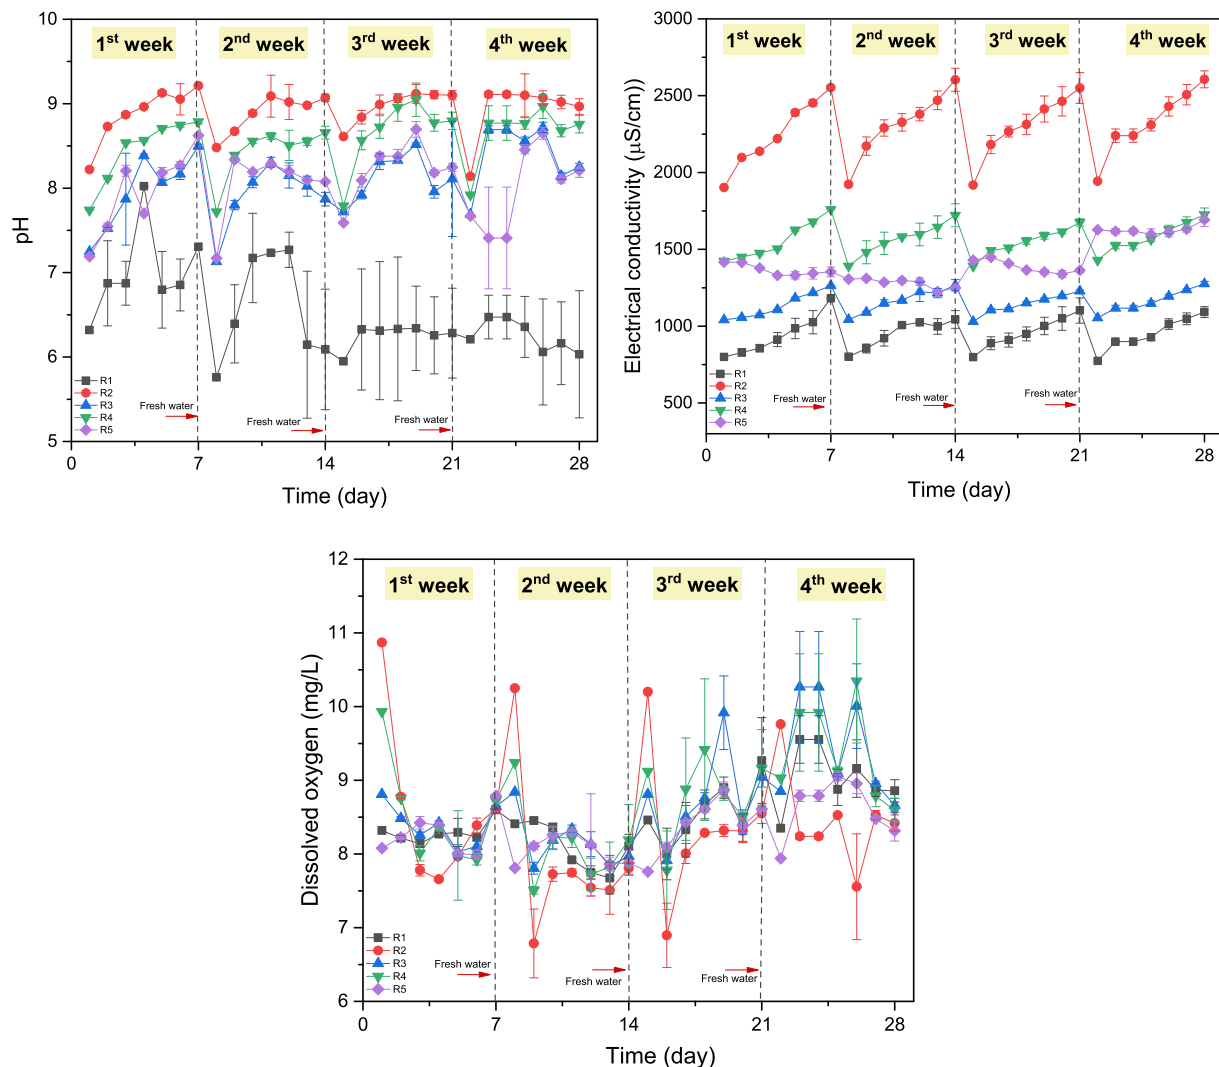 1st week
2nd week
3rd week
4th week
pH
10
9
8
7
6
5
R1
R2
R3
R4
R5
Fresh water
Fresh water
Fresh water
0
7
14
21
28
Time (day)
1st week
2nd week
3rd week
4th week
Electrical conductivity (μS/cm))
3000
2500
2000
1500
1000
500
R1
R2
R3
R4
R5
Fresh water
Fresh water
Fresh water
0
7
14
21
28
Time (day)
1st week
2nd week
3rd week
4th week
Dissolved oxygen (mg/L)
12
11
10
9
8
7
6
R1
R2
R3
R4
R5
Fresh water
Fresh water
Fresh water
0
7
14
21
28
Time (day)